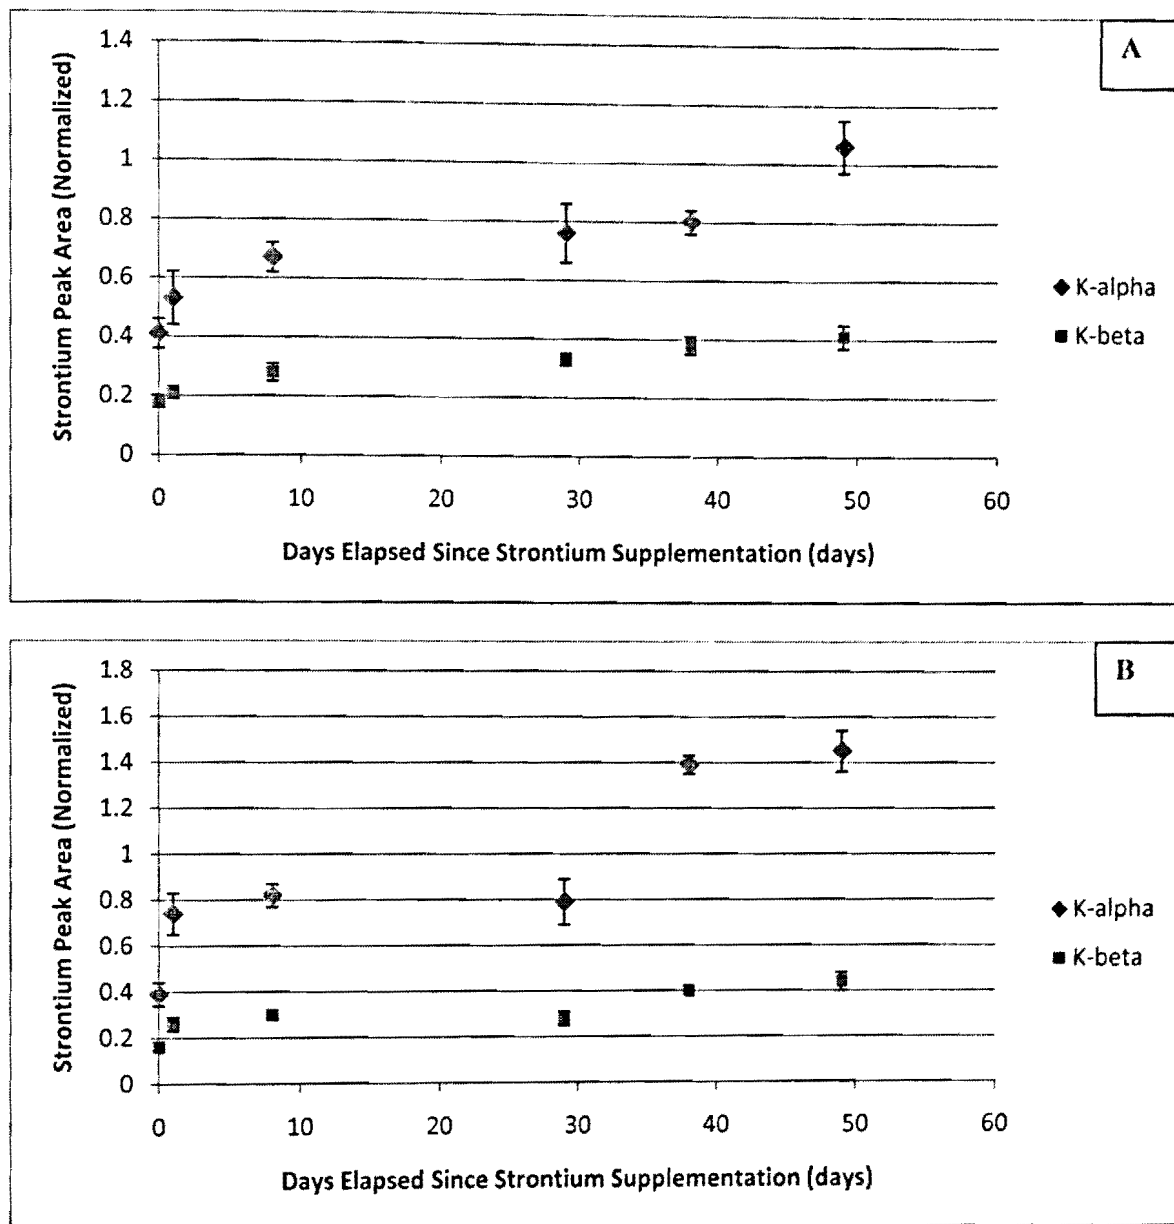 A
Strontium Peak Area (Normalized)
1.4
1.2
1
0.8
0.6
0.4
0.2
0
0 10 20 30 40 50 60
Days Elapsed Since Strontium Supplementation (days)
K-alpha
K-beta
B
Strontium Peak Area (Normalized)
1.8
1.6
1.4
1.2
1
0.8
0.6
0.4
0.2
0
0 10 20 30 40 50 60
Days Elapsed Since Strontium Supplementation (days)
K-alpha
K-beta